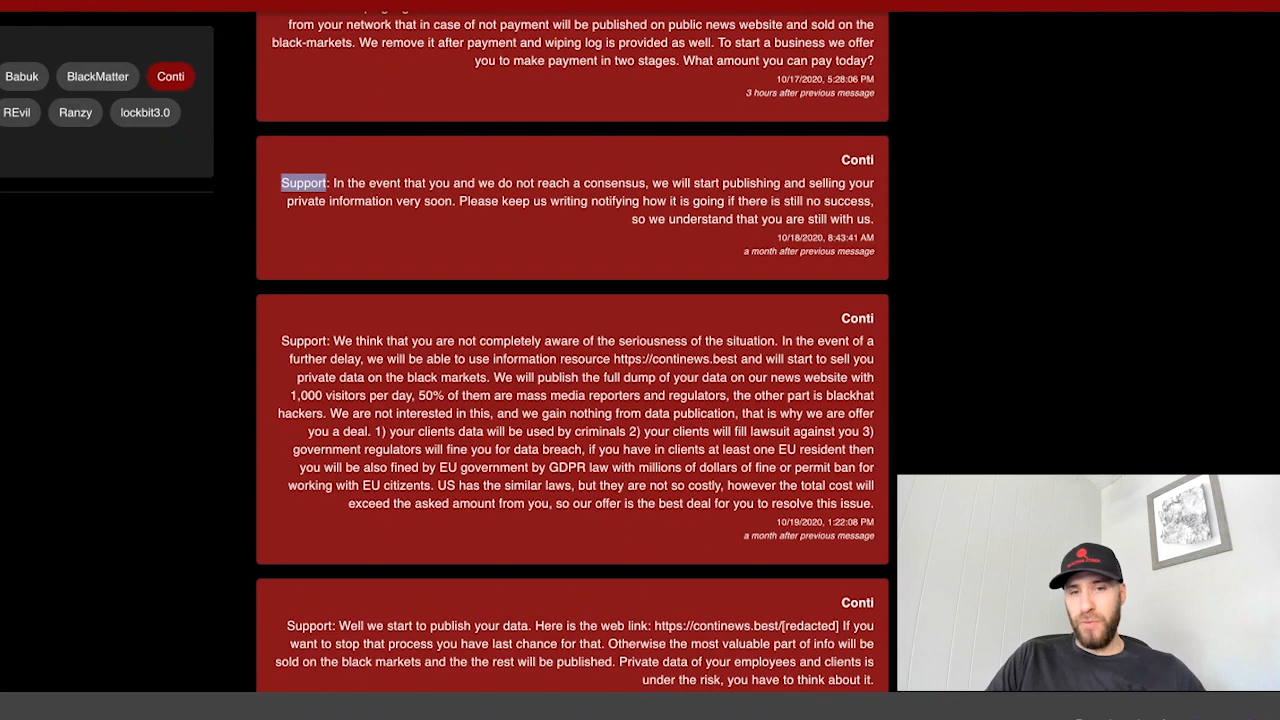 from your network that in case of not payment will be published on public news website and sold on the
black-markets. We remove it after payment and wiping log is provided as well. To start a business we offer
you to make payment in two stages. What amount you can pay today?
10/17/2020, 5:28:06 PM
3 hours after previous message
Babuk
BlackMatter
Conti
REvil
Ranzy
lockbit3.0
Conti
Support: In the event that you and we do not reach a consensus, we will start publishing and selling your
private information very soon. Please keep us writing notifying how it is going if there is still no success,
so we understand that you are still with us.
10/18/2020, 8:43:41 AM
a month after previous message
Conti
Support: We think that you are not completely aware of the seriousness of the situation. In the event of a
further delay, we will be able to use information resource https://continews.best and will start to sell you
private data on the black markets. We will publish the full dump of your data on our news website with
1,000 visitors per day, 50% of them are mass media reporters and regulators, the other part is blackhat
hackers. We are not interested in this, and we gain nothing from data publication, that is why we are offer
you a deal. 1) your clients data will be used by criminals 2) your clients will fill lawsuit against you 3)
government regulators will fine you for data breach, if you have in clients at least one EU resident then
you will be also fined by EU government by GDPR law with millions of dollars of fine or permit ban for
working with EU citizents. US has the similar laws, but they are not so costly, however the total cost will
exceed the asked amount from you, so our offer is the best deal for you to resolve this issue.
10/19/2020, 1:22:08 PM
a month after previous message
Conti
Support: Well we start to publish your data. Here is the web link: https://continews.best/[redacted] If you
want to stop that process you have last chance for that. Otherwise the most valuable part of info will be
sold on the black markets and the the rest will be published. Private data of your employees and clients is
under the risk, you have to think about it.